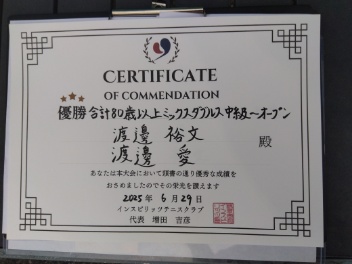 CERTIFICATE
OF COMMENDATION
優勝 合計80歳以上ミックスダブルス中級〜オープン
渡邊 裕文
渡邊 愛
殿
あなたは本大会において頭書の通り優秀な成績を
おさめましたのでその栄光を讃えます
2025年 6月29日
インスピリッツテニスクラブ
代表 増田 吉彦